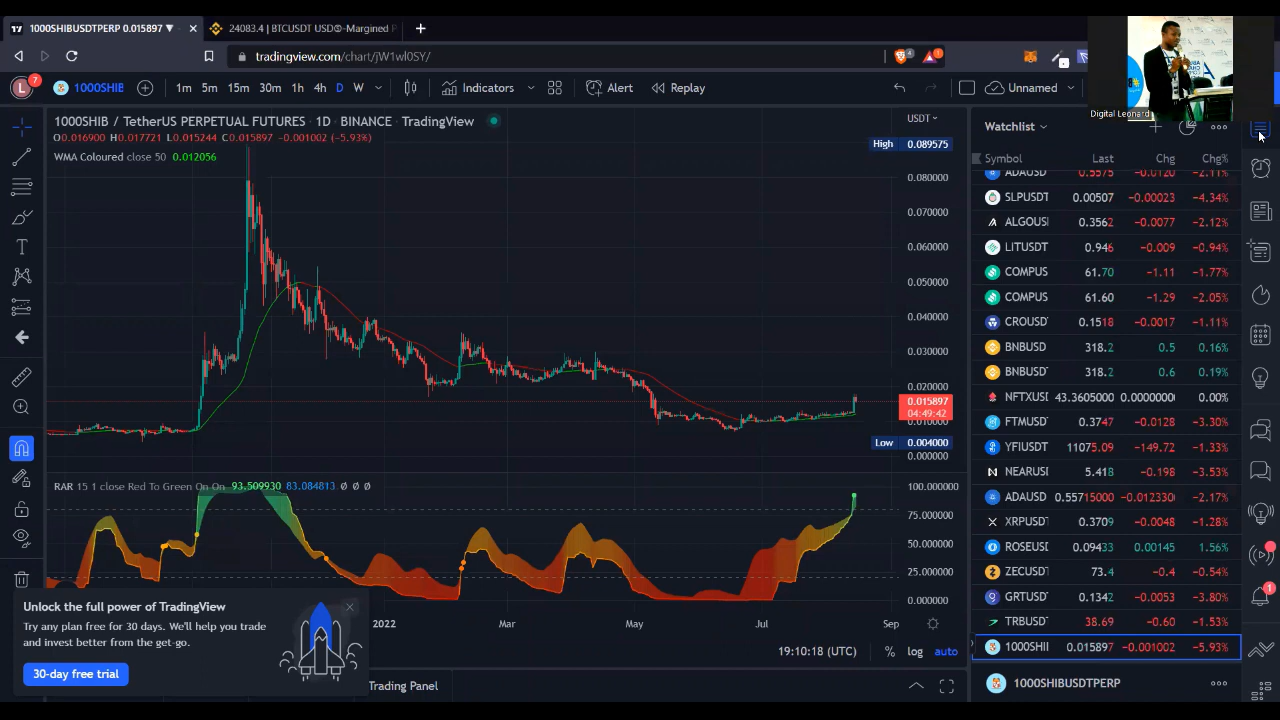 1000SHIBUSDTPERP 0.015897 ▼
24083.4 | BTCUSDT USD®-Margined P
tradingview.com/chart/jW1wl0SY/
L 7
1000SHIB
1m 5m 15m 30m 1h 4h D W
Indicators
Alert
Replay
Unnamed
Digital Leonard
1000SHIB / TetherUS PERPETUAL FUTURES · 1D · BINANCE · TradingView
O0.016900 H0.017721 L0.015244 C0.015897 −0.001002 (−5.93%)
WMA Coloured close 50 0.012056
USDT
High 0.089575
0.080000
0.070000
0.060000
0.050000
0.040000
0.030000
0.020000
0.015897
04:49:42
0.010000
Low 0.004000
0.000000
RAR 15 1 close Red To Green On On 93.509930 83.084813 Ø Ø Ø
100.000000
75.000000
50.000000
25.000000
0.000000
2022 Mar May Jul Sep
19:10:18 (UTC) % log auto
Unlock the full power of TradingView
Try any plan free for 30 days. We'll help you trade
and invest better from the get-go.
30-day free trial
Trading Panel
Watchlist
Symbol Last Chg Chg%
ADAUSD 0.5575 −0.0120 −2.11%
SLPUSDT 0.00507 −0.00023 −4.34%
ALGOUSI 0.3562 −0.0077 −2.12%
LITUSDT 0.946 −0.009 −0.94%
COMPUS 61.70 −1.11 −1.77%
COMPUS 61.60 −1.29 −2.05%
CROUSD 0.1518 −0.0017 −1.11%
BNBUSD 318.2 0.5 0.16%
BNBUSD 318.2 0.6 0.19%
NFTXUSD 43.3605000 0.0000000 0.00%
FTMUSD 0.3747 −0.0128 −3.30%
YFIUSDT 11075.09 −149.72 −1.33%
NEARUSI 5.418 −0.198 −3.53%
ADAUSD 0.55715000 −0.012330 −2.17%
XRPUSDT 0.3709 −0.0048 −1.28%
ROSEUSI 0.09433 0.00145 1.56%
ZECUSDT 73.4 −0.4 −0.54%
GRTUSD 0.1342 −0.0053 −3.80%
TRBUSDT 38.69 −0.60 −1.53%
1000SHII 0.015897 −0.001002 −5.93%
1000SHIBUSDTPERP
1